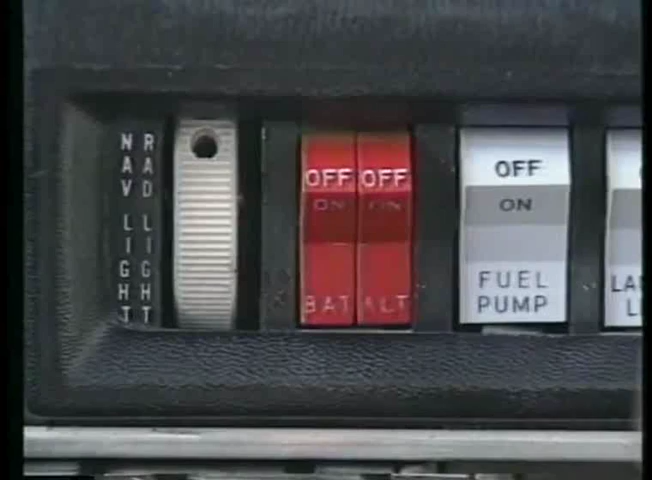 NAV LIGHT
RAD LIGHT
OFF
ON
BAT
OFF
ON
ALT
OFF
ON
FUEL
PUMP